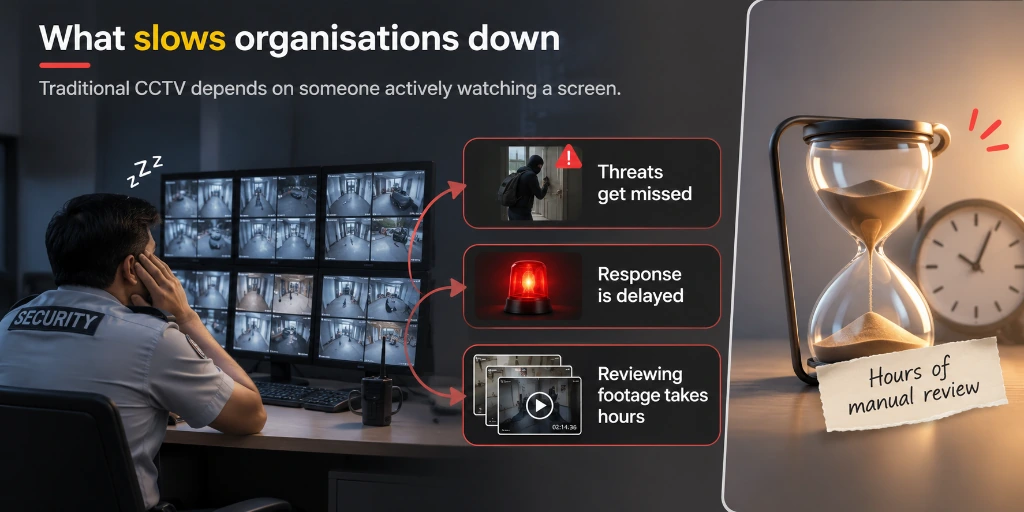 What slows organisations down
Traditional CCTV depends on someone actively watching a screen.
zZZz
SECURITY
!
Threats
get missed
Response
is delayed
Reviewing
footage takes
hours
02:14.36
Hours of
manual review